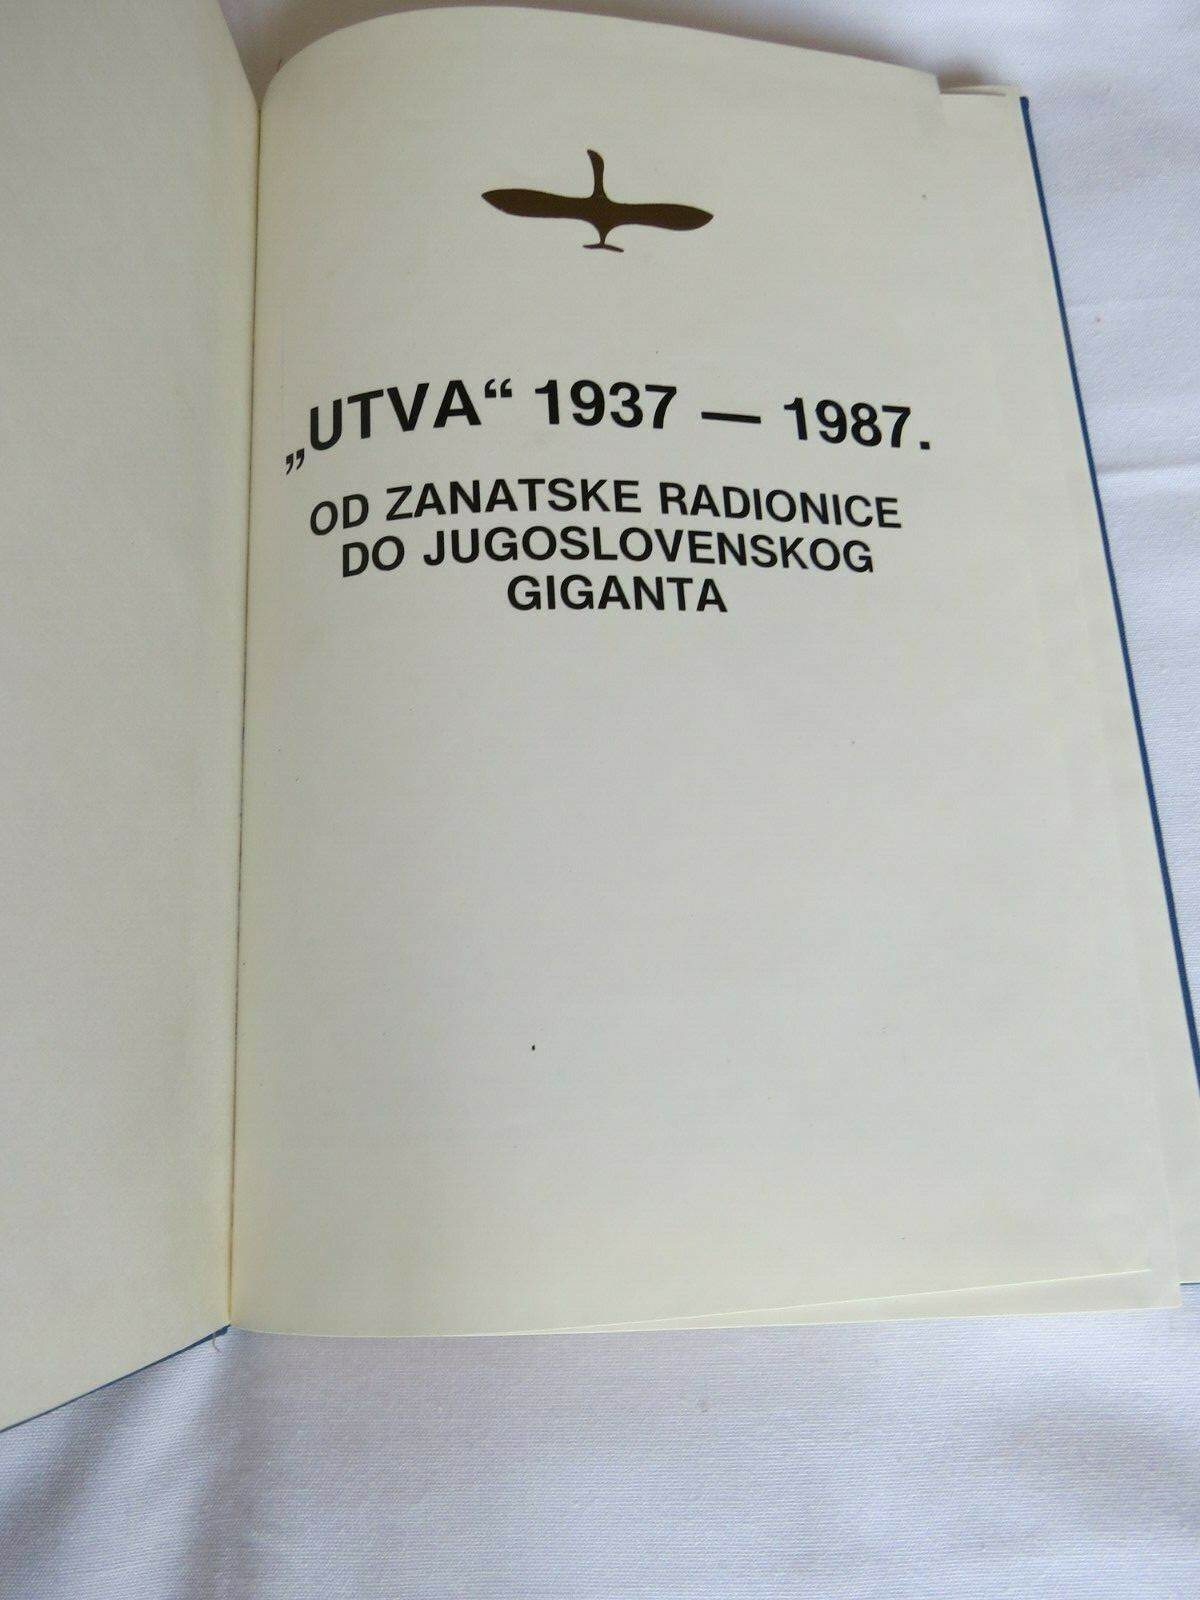 „UTVA“ 1937 — 1987.
OD ZANATSKE RADIONICE
DO JUGOSLOVENSKOG
GIGANTA